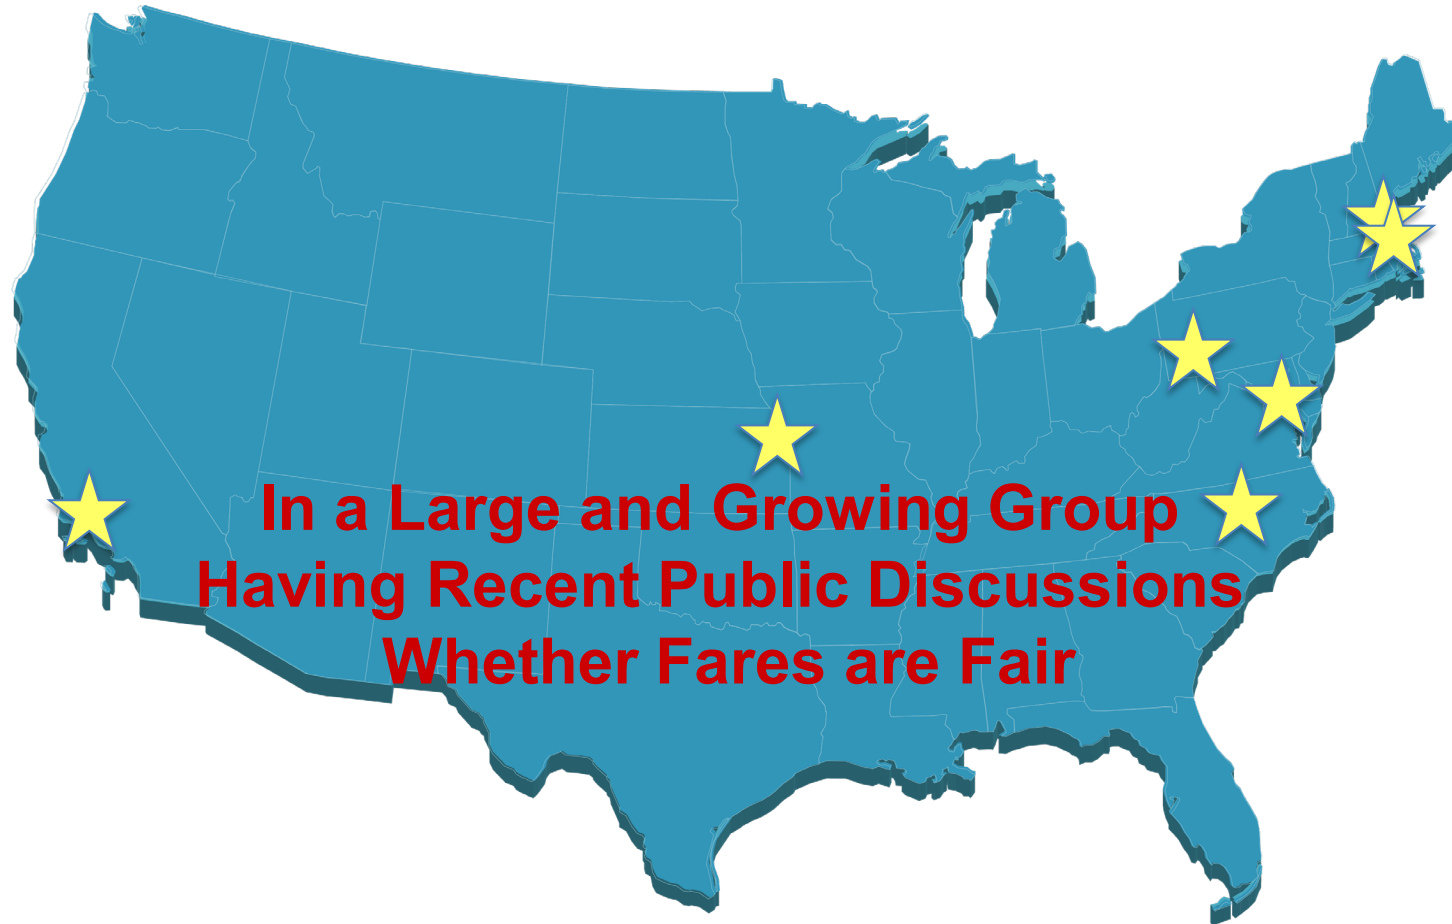 In a Large and Growing Group
Having Recent Public Discussions
Whether Fares are Fair